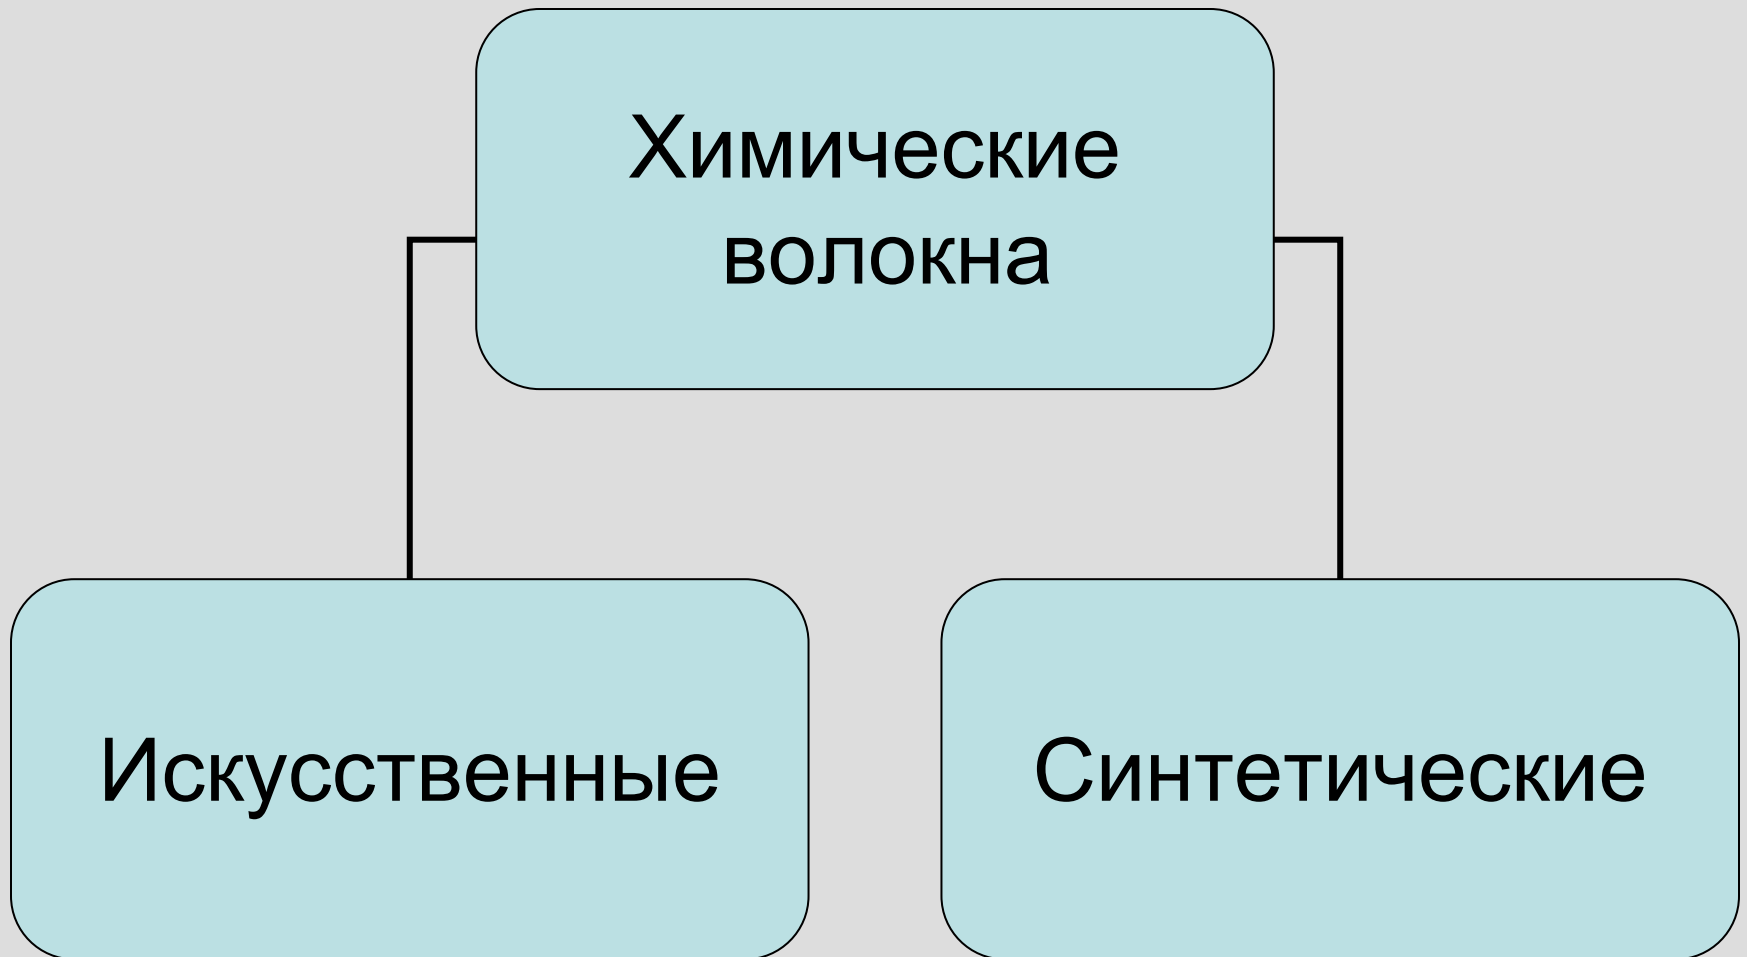 Химические
волокна
Искусственные
Синтетические